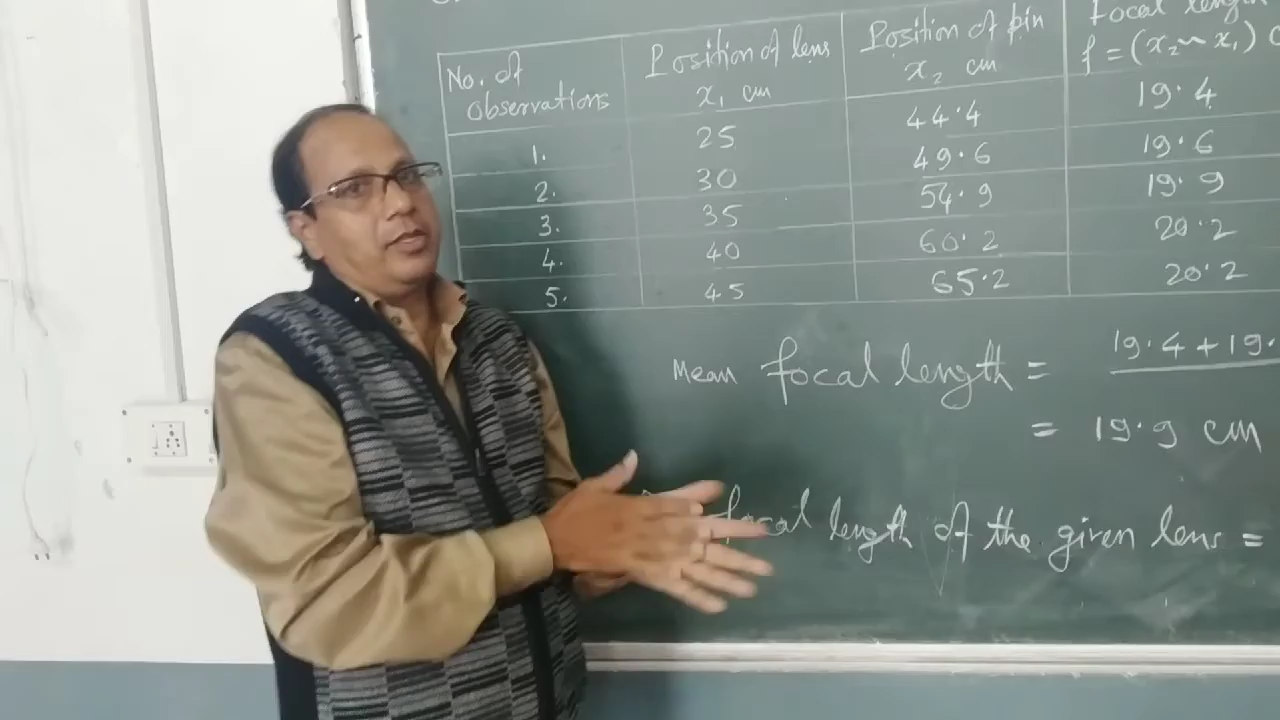 No. of observations | Position of lens x₁ cm | Position of pin x₂ cm | Focal length f = (x₂ ~ x₁) C
1. | 25 | 44.4 | 19.4
2. | 30 | 49.6 | 19.6
3. | 35 | 54.9 | 19.9
4. | 40 | 60.2 | 20.2
5. | 45 | 65.2 | 20.2
Mean focal length = 19.4 + 19.
= 19.9 cm
focal length of the given lens =